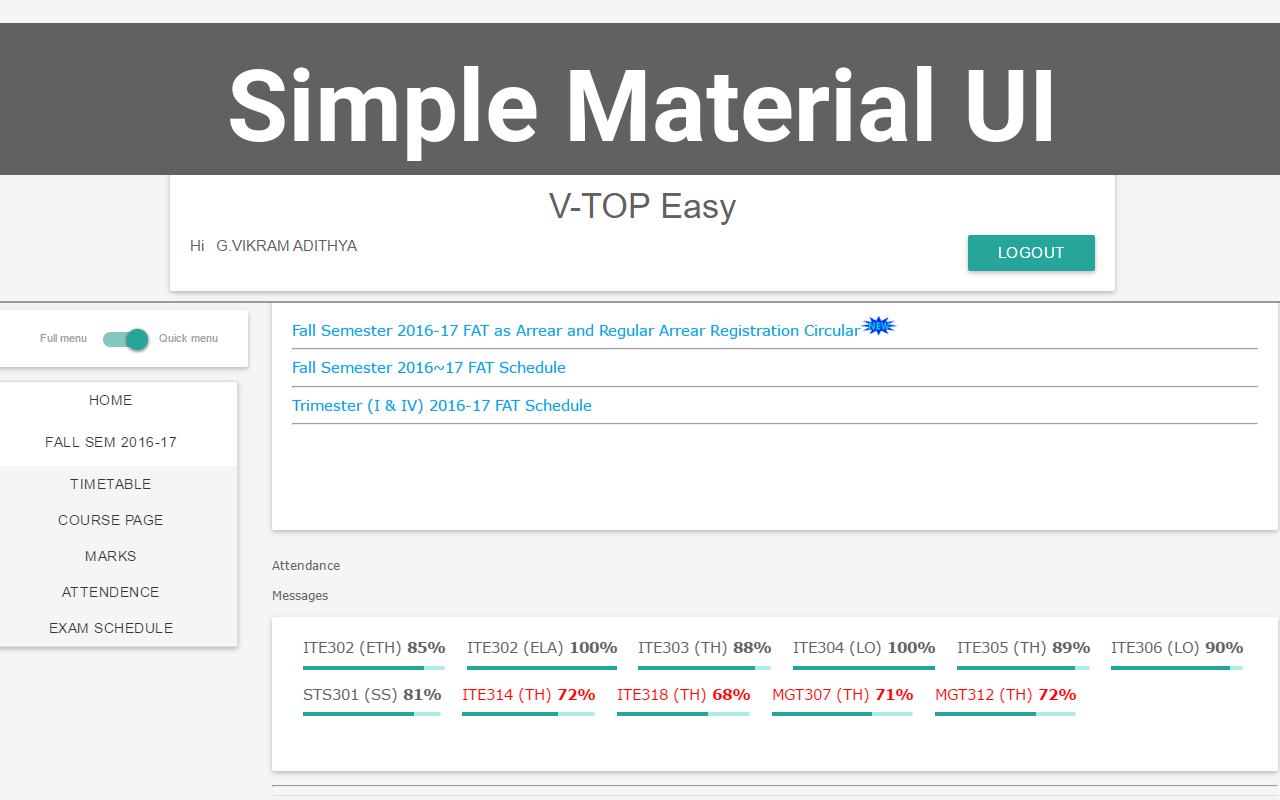 Simple Material UI
V-TOP Easy
Hi G.VIKRAM ADITHYA
LOGOUT
Full menu Quick menu
HOME
FALL SEM 2016-17
TIMETABLE
COURSE PAGE
MARKS
ATTENDENCE
EXAM SCHEDULE
Fall Semester 2016-17 FAT as Arrear and Regular Arrear Registration Circular NEW
Fall Semester 2016~17 FAT Schedule
Trimester (I & IV) 2016-17 FAT Schedule
Attendance
Messages
ITE302 (ETH) 85% ITE302 (ELA) 100% ITE303 (TH) 88% ITE304 (LO) 100% ITE305 (TH) 89% ITE306 (LO) 90%
STS301 (SS) 81% ITE314 (TH) 72% ITE318 (TH) 68% MGT307 (TH) 71% MGT312 (TH) 72%